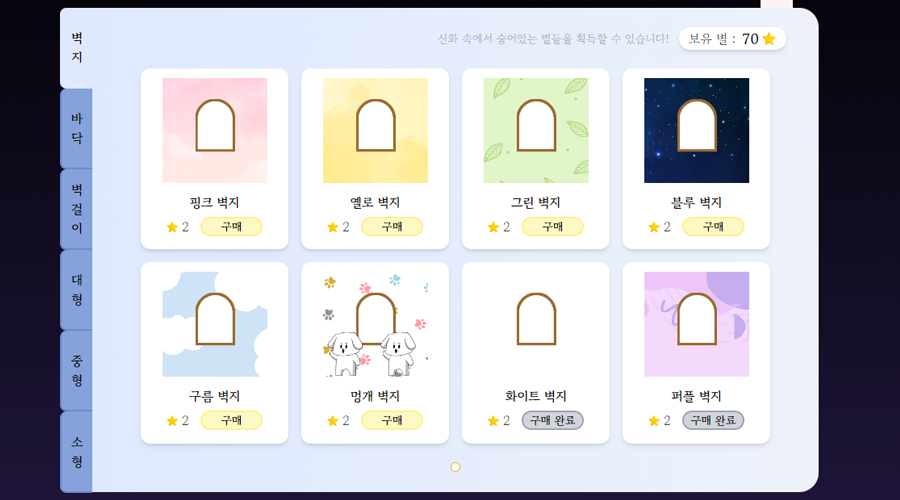 벽지
바닥
벽걸이
대형
중형
소형
신화 속에서 숨어있는 별들을 획득할 수 있습니다!
보유 별 : 70
핑크 벽지
2 구매
옐로 벽지
2 구매
그린 벽지
2 구매
블루 벽지
2 구매
구름 벽지
2 구매
멍개 벽지
2 구매
화이트 벽지
2 구매 완료
퍼플 벽지
2 구매 완료